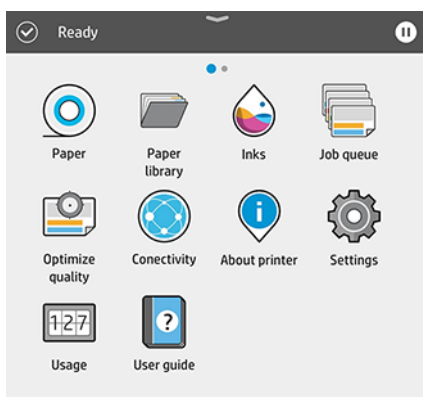 Ready
Paper
Paper
library
Inks
Job queue
Optimize
quality
Conectivity
About printer
Settings
127
Usage
?
User guide